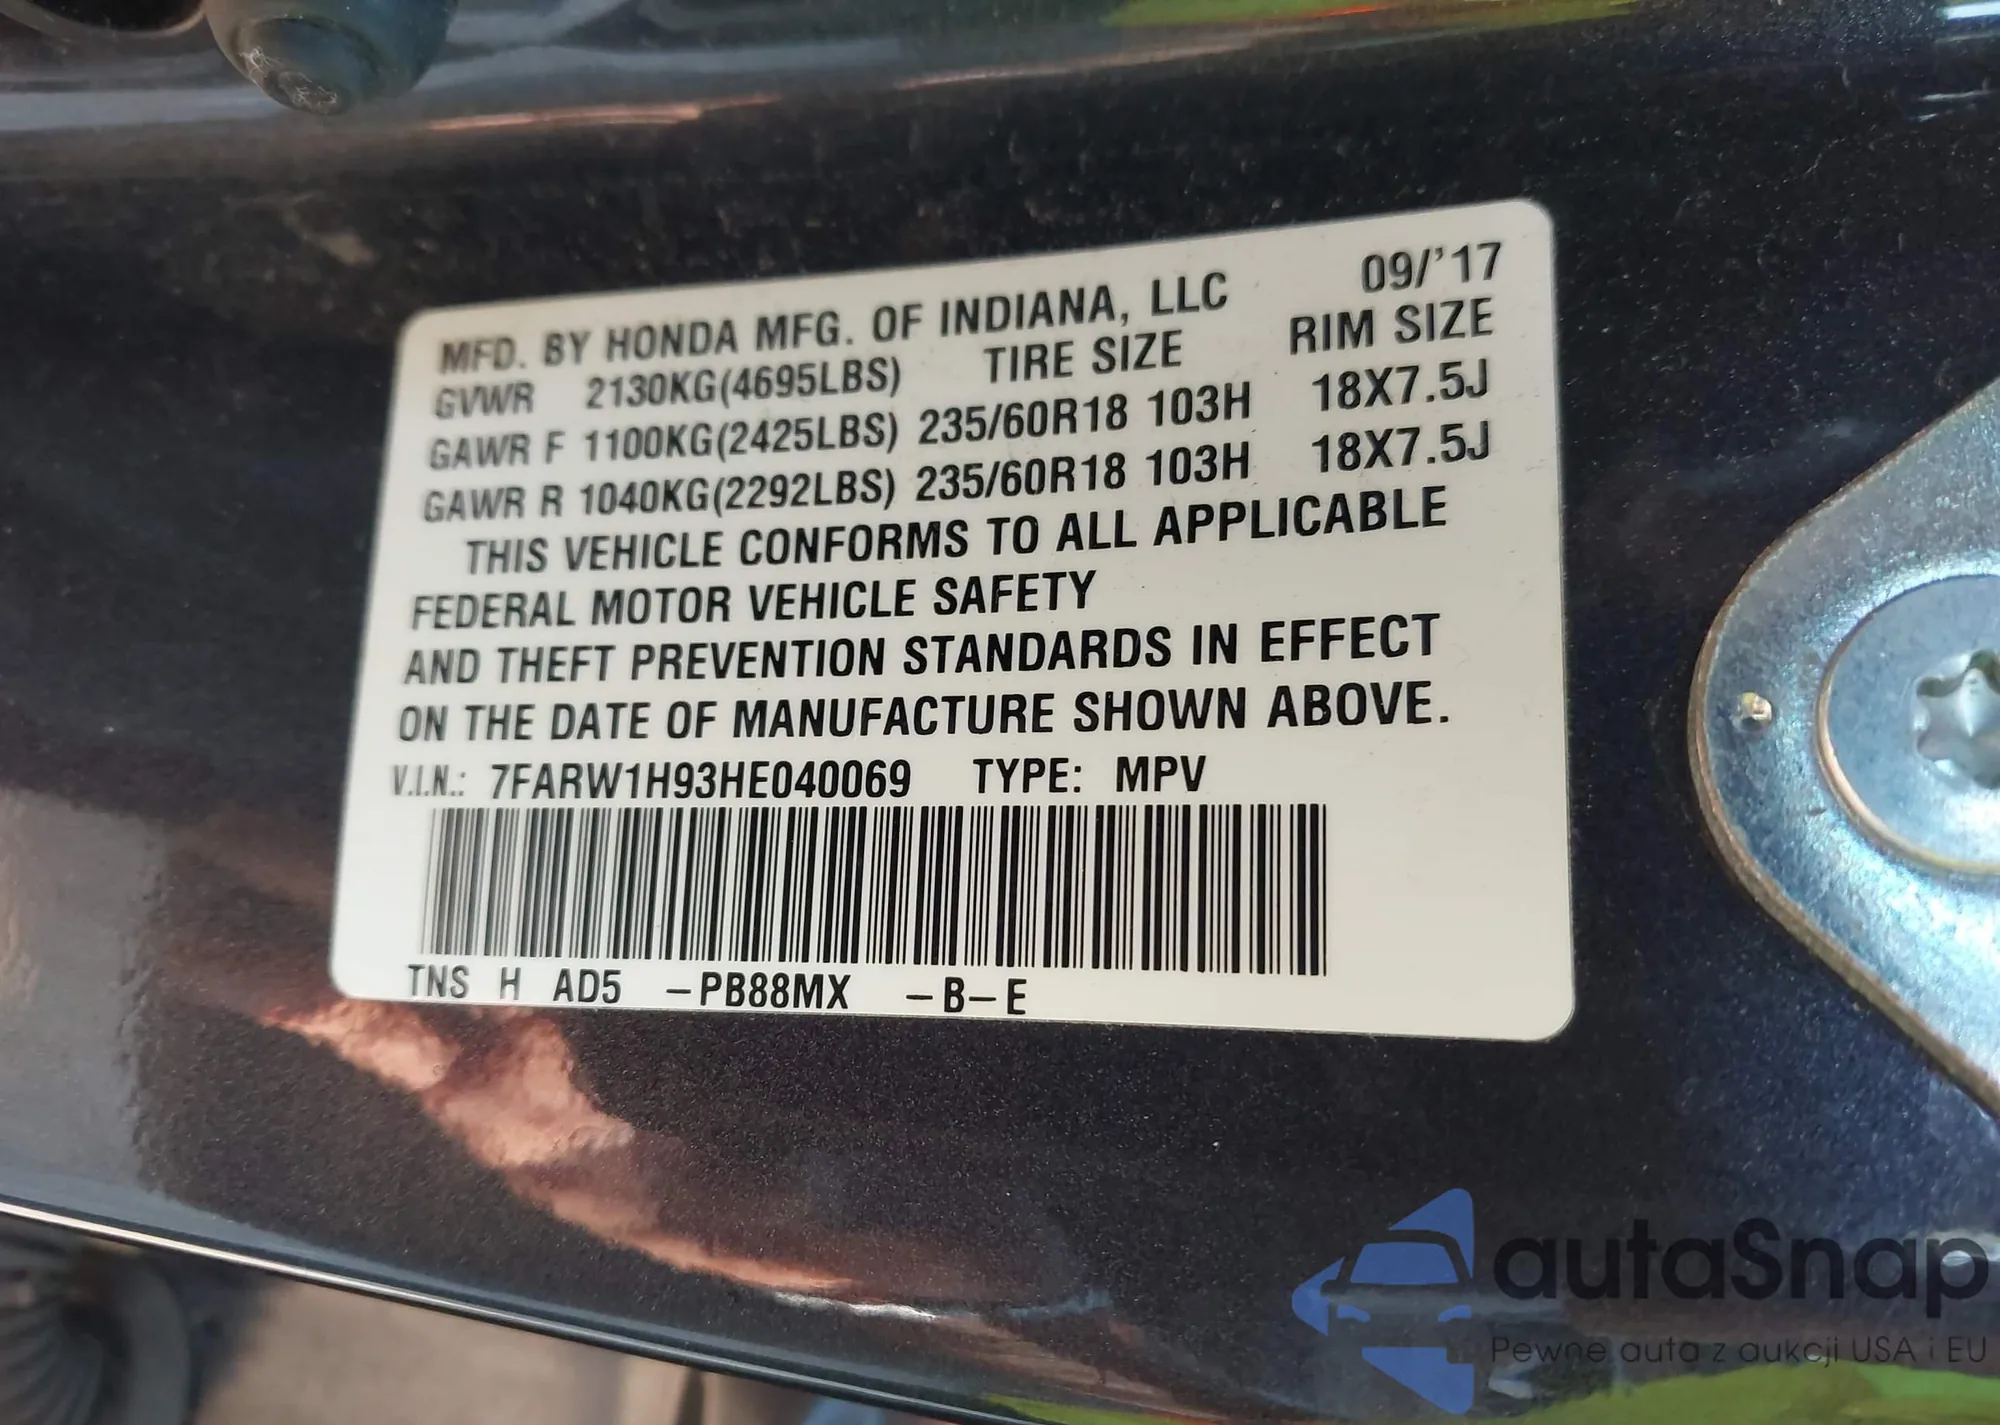 MFD. BY HONDA MFG. OF INDIANA, LLC 09/'17
GVWR 2130KG(4695LBS) TIRE SIZE RIM SIZE
GAWR F 1100KG(2425LBS) 235/60R18 103H 18X7.5J
GAWR R 1040KG(2292LBS) 235/60R18 103H 18X7.5J
THIS VEHICLE CONFORMS TO ALL APPLICABLE
FEDERAL MOTOR VEHICLE SAFETY
AND THEFT PREVENTION STANDARDS IN EFFECT
ON THE DATE OF MANUFACTURE SHOWN ABOVE.
V.I.N.: 7FARW1H93HE040069 TYPE: MPV
TNS H AD5 -PB88MX -B-E
autaSnap
Pewne auta z aukcji USA i EU